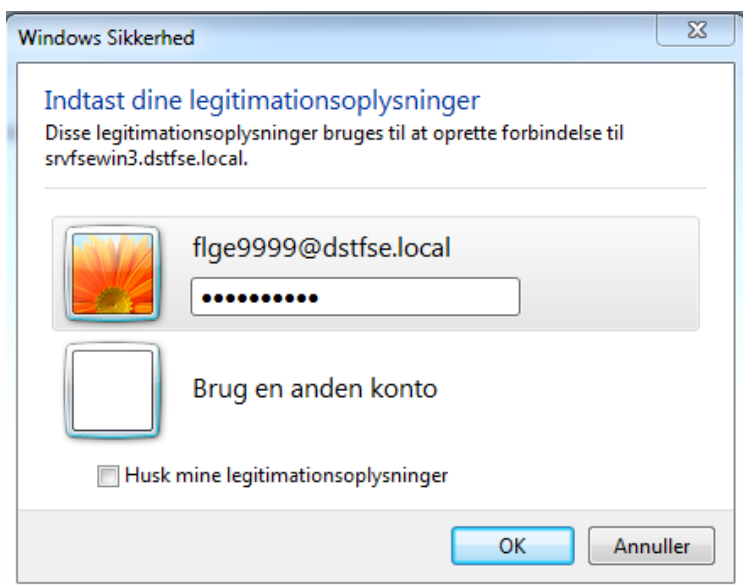 Windows Sikkerhed
Indtast dine legitimationsoplysninger
Disse legitimationsoplysninger bruges til at oprette forbindelse til
srvfsewin3.dstfse.local.
flge9999@dstfse.local
••••••••••
Brug en anden konto
Husk mine legitimationsoplysninger
OK
Annuller